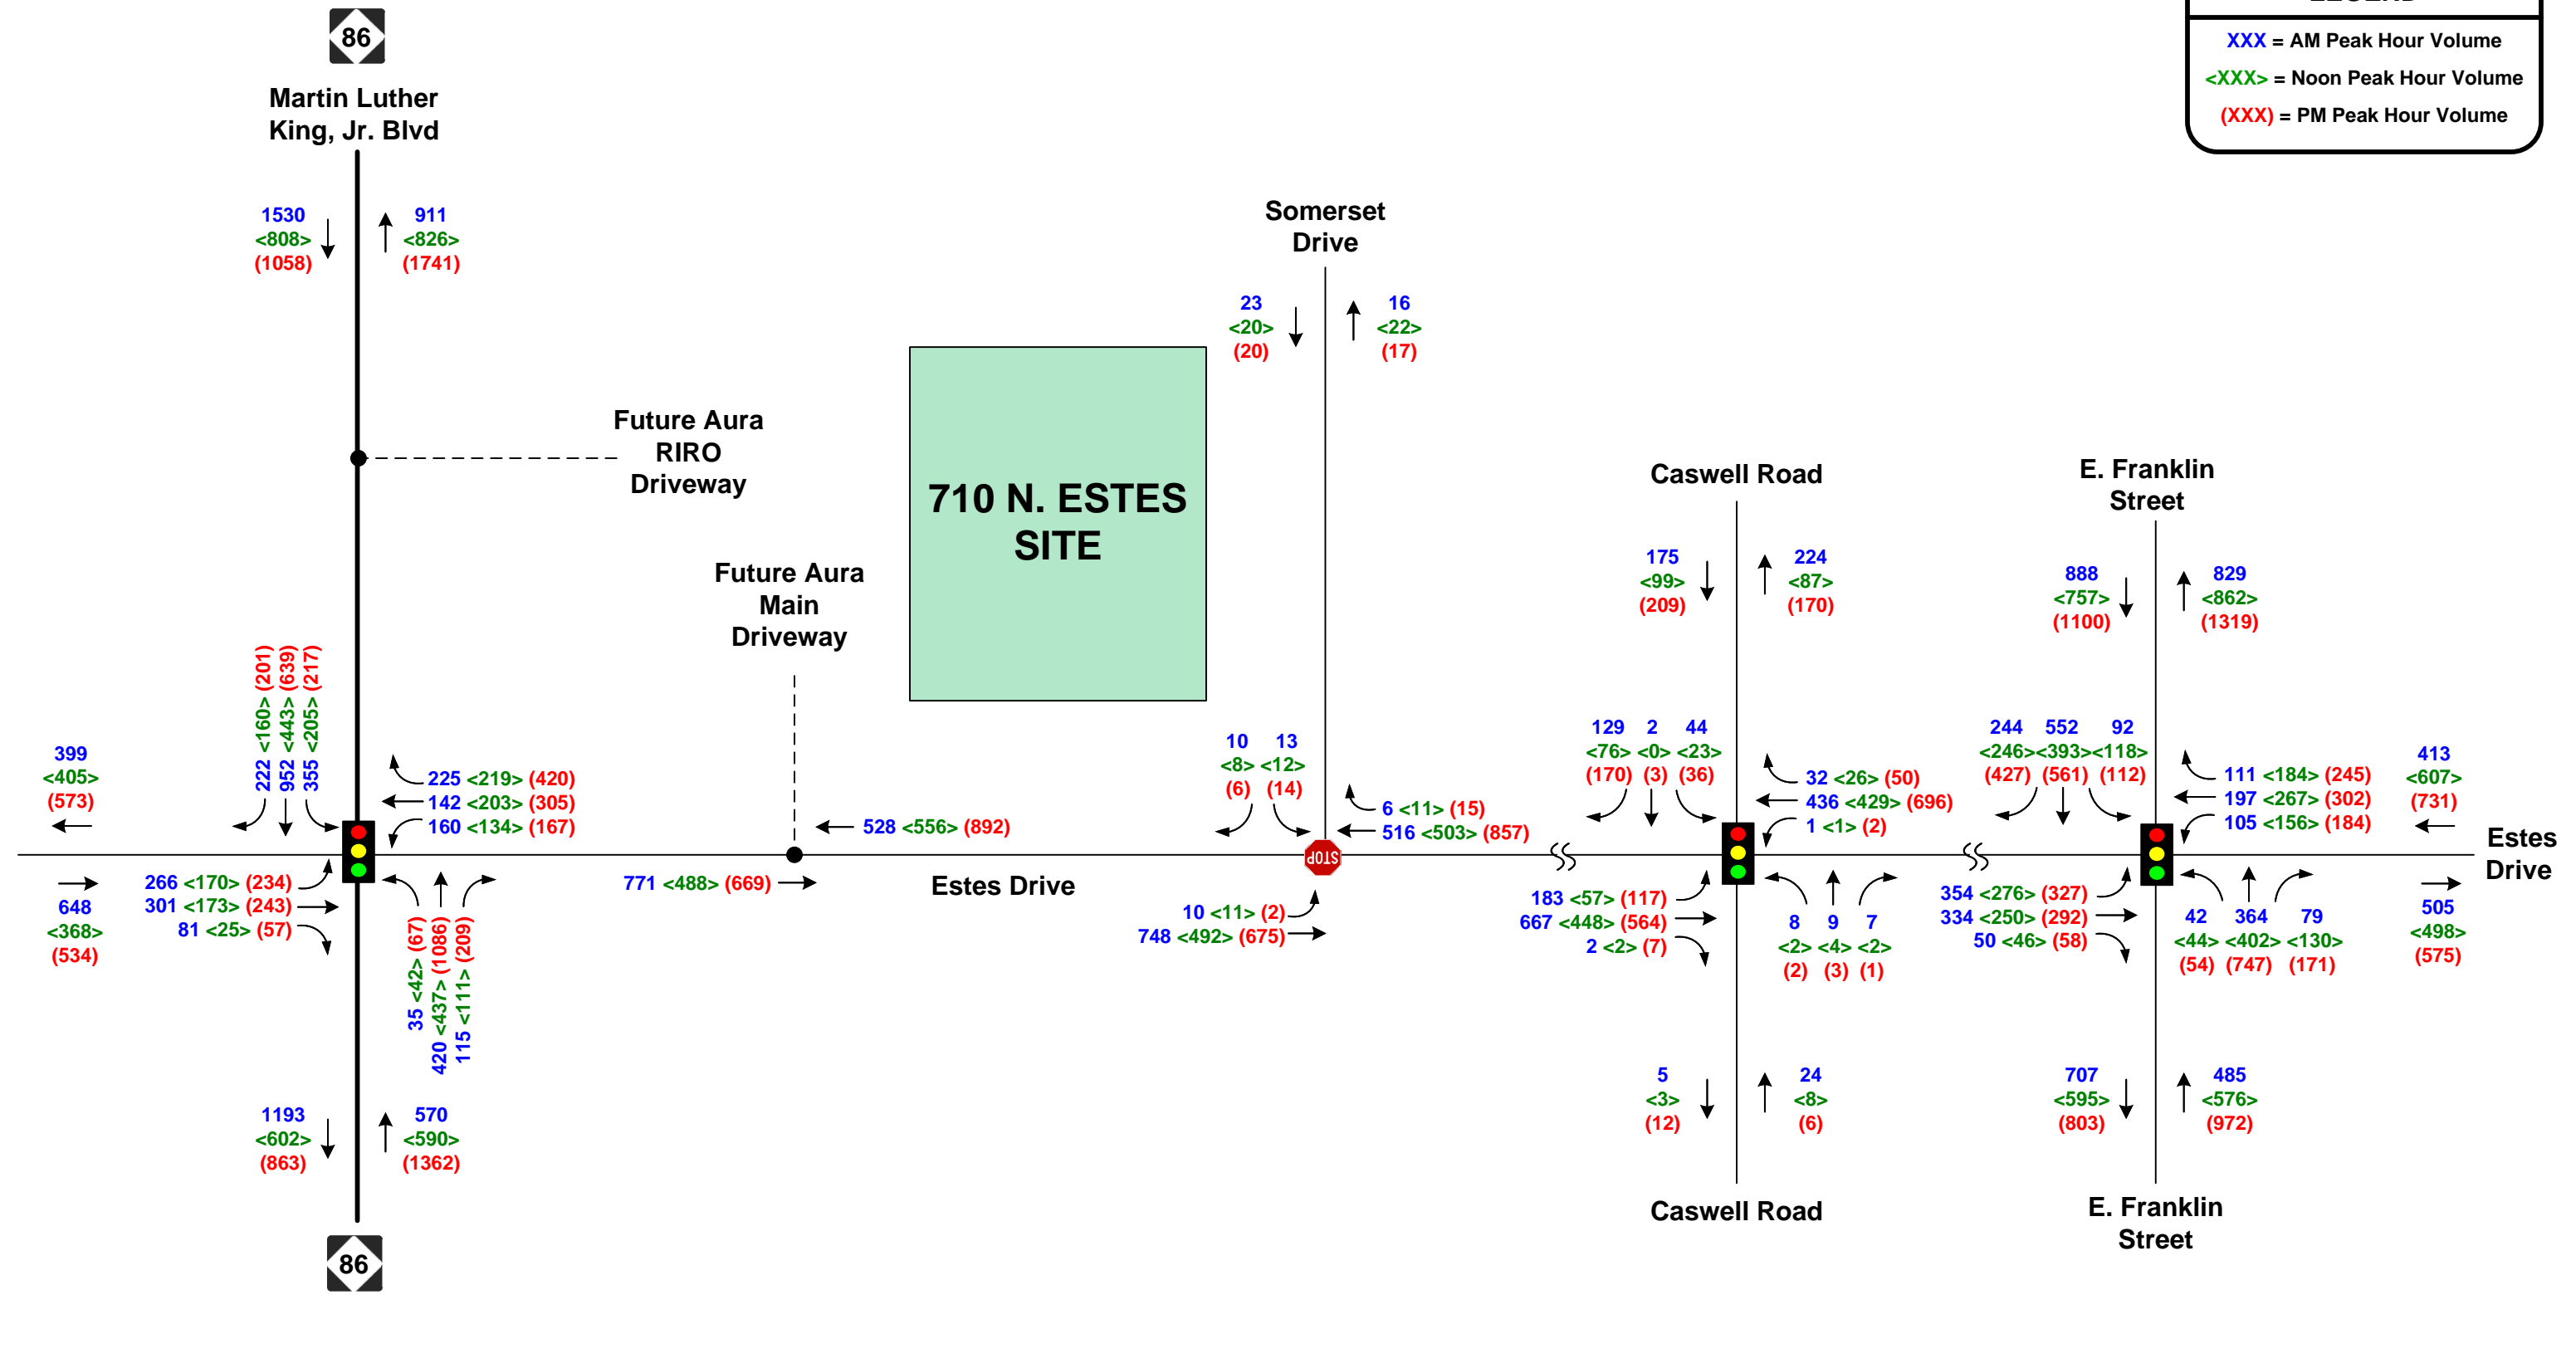 86
Martin Luther
King, Jr. Blvd
XXX = AM Peak Hour Volume
<XXX> = Noon Peak Hour Volume
(XXX) = PM Peak Hour Volume
1530
<808>
(1058)
911
<826>
(1741)
Somerset
Drive
23
<20>
(20)
16
<22>
(17)
Future Aura
RIRO
Driveway
710 N. ESTES
SITE
Future Aura
Main
Driveway
Caswell Road
175
<99>
(209)
224
<87>
(170)
E. Franklin
Street
888
<757>
(1100)
829
<862>
(1319)
399
<405>
(573)
222 <160> (201)
952 <443> (639)
355 <205> (217)
225 <219> (420)
142 <203> (305)
160 <134> (167)
528 <556> (892)
10
<8>
(6)
13
<12>
(14)
6 <11> (15)
516 <503> (857)
129 2 44
<76> <0> <23>
(170) (3) (36)
32 <26> (50)
436 <429> (696)
1 <1> (2)
244 552 92
<246><393><118>
(427) (561) (112)
111 <184> (245)
197 <267> (302)
105 <156> (184)
413
<607>
(731)
Estes
Drive
STOP
648
<368>
(534)
266 <170> (234)
301 <173> (243)
81 <25> (57)
35 <42> (67)
420 <437> (1086)
115 <111> (209)
771 <488> (669)
Estes Drive
10 <11> (2)
748 <492> (675)
183 <57> (117)
667 <448> (564)
2 <2> (7)
8 9 7
<2> <4> <2>
(2) (3) (1)
354 <276> (327)
334 <250> (292)
50 <46> (58)
42 364 79
<44> <402> <130>
(54) (747) (171)
505
<498>
(575)
1193
<602>
(863)
570
<590>
(1362)
5
<3>
(12)
24
<8>
(6)
707
<595>
(803)
485
<576>
(972)
Caswell Road
E. Franklin
Street
86